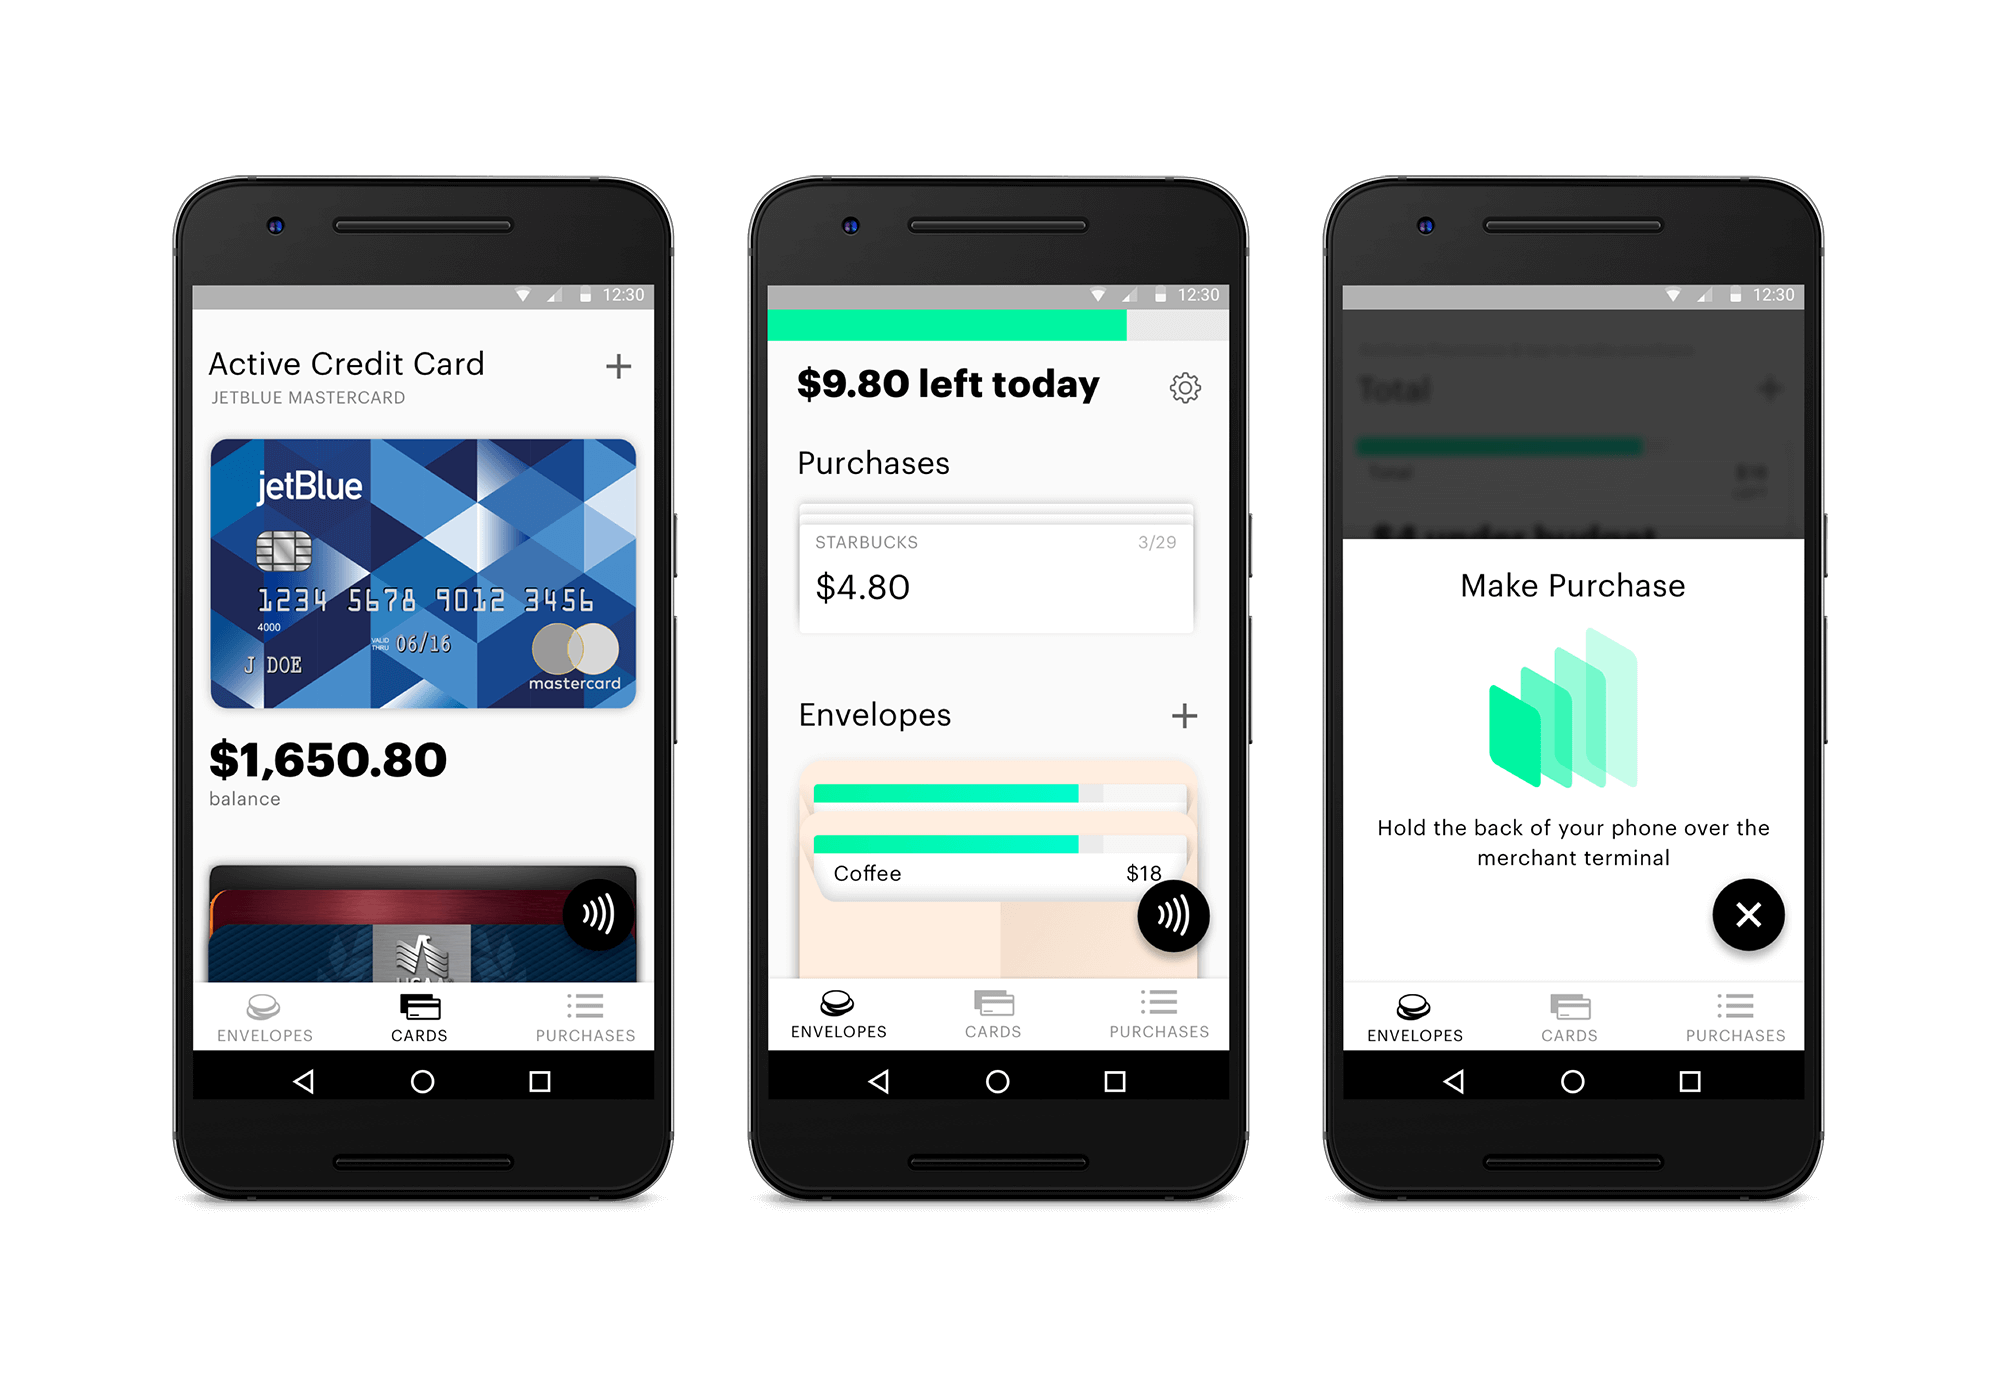 12:30
Active Credit Card
JETBLUE MASTERCARD
jetBlue
1234 5678 9012 3456
4000
VALID THRU 06/16
J DOE
mastercard
$1,650.80
balance
ENVELOPES CARDS PURCHASES
12:30
$9.80 left today
Purchases
STARBUCKS 3/29
$4.80
Envelopes
Coffee $18
ENVELOPES CARDS PURCHASES
12:30
Total
Total
$4 under budget
Make Purchase
Hold the back of your phone over the
merchant terminal
ENVELOPES CARDS PURCHASES